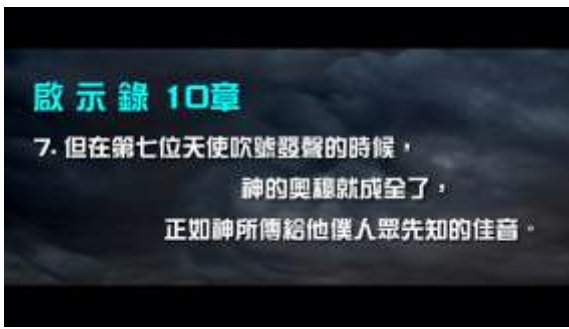 啟示錄 10章
7. 但在第七位天使吹號發聲的時候，
神的奧穩就成全了，
正如神所傳給他僕人眾先知的佳音。